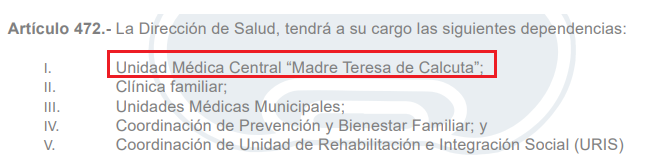 Artículo 472.- La Dirección de Salud, tendrá a su cargo las siguientes dependencias:
I. Unidad Médica Central “Madre Teresa de Calcuta”;
II. Clínica familiar;
III. Unidades Médicas Municipales;
IV. Coordinación de Prevención y Bienestar Familiar; y
V. Coordinación de Unidad de Rehabilitación e Integración Social (URIS)